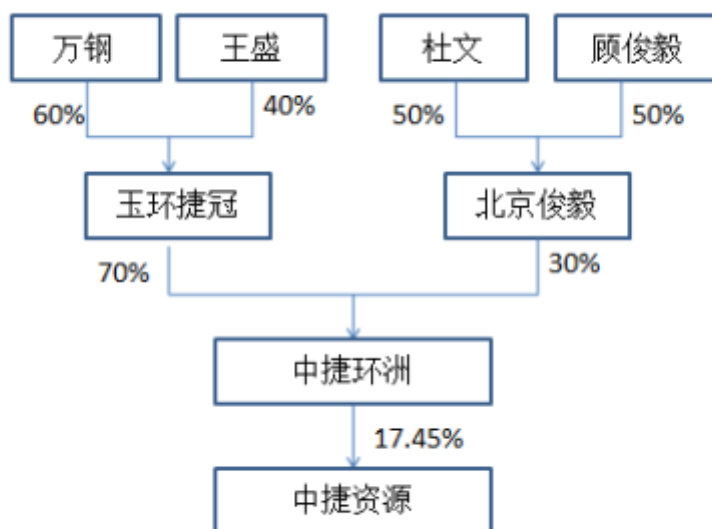 万钢 王盛 杜文 顾俊毅
60% 40% 50% 50%
玉环捷冠 北京俊毅
70% 30%
中捷环洲
17.45%
中捷资源